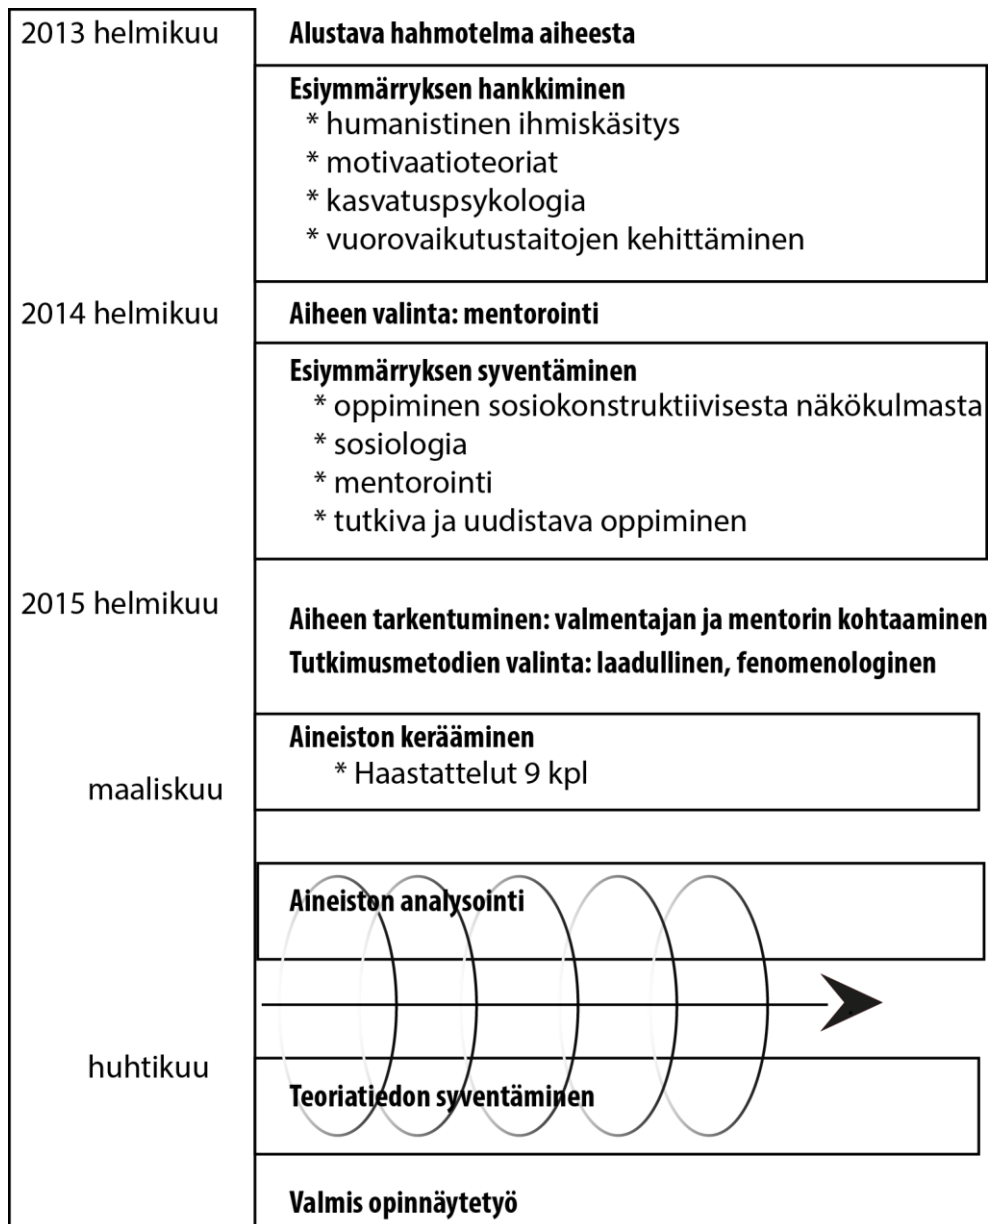 2013 helmikuu
Alustava hahmotelma aiheesta
Esiymmärryksen hankkiminen
* humanistinen ihmiskäsitys
* motivaatioteoriat
* kasvatuspsykologia
* vuorovaikutustaitojen kehittäminen
2014 helmikuu
Aiheen valinta: mentorointi
Esiymmärryksen syventäminen
* oppiminen sosiokonstruktiivisesta näkökulmasta
* sosiologia
* mentorointi
* tutkiva ja uudistava oppiminen
2015 helmikuu
Aiheen tarkentuminen: valmentajan ja mentorin kohtaaminen
Tutkimusmetodien valinta: laadullinen, fenomenologinen
Aineiston kerääminen
* Haastattelut 9 kpl
maaliskuu
Aineiston analysointi
huhtikuu
Teoriatiedon syventäminen
Valmis opinnäytetyö